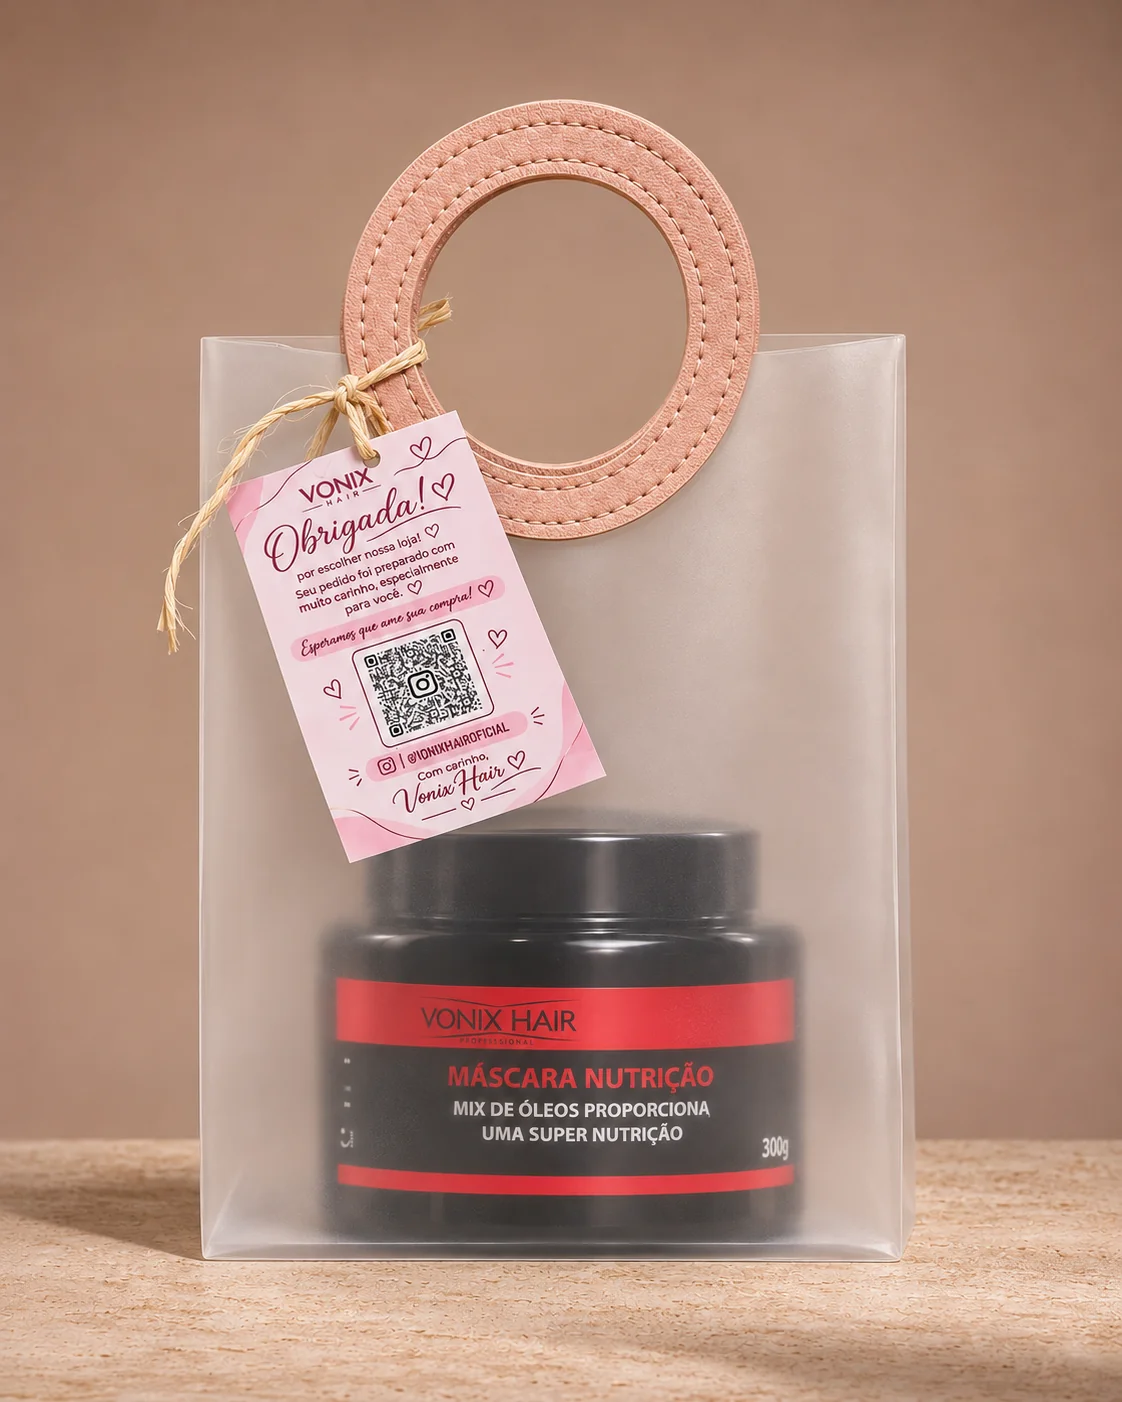 VONIX
HAIR
Obrigada!
por escolher nossa loja!
Seu pedido foi preparado com
muito carinho, especialmente
para você.
Esperamos que ame sua compra!
@IONIXHAIROFICIAL
Com carinho,
Vonix Hair
VONIX HAIR
PROFESSIONAL
MÁSCARA NUTRIÇÃO
MIX DE ÓLEOS PROPORCIONA
UMA SUPER NUTRIÇÃO
300g